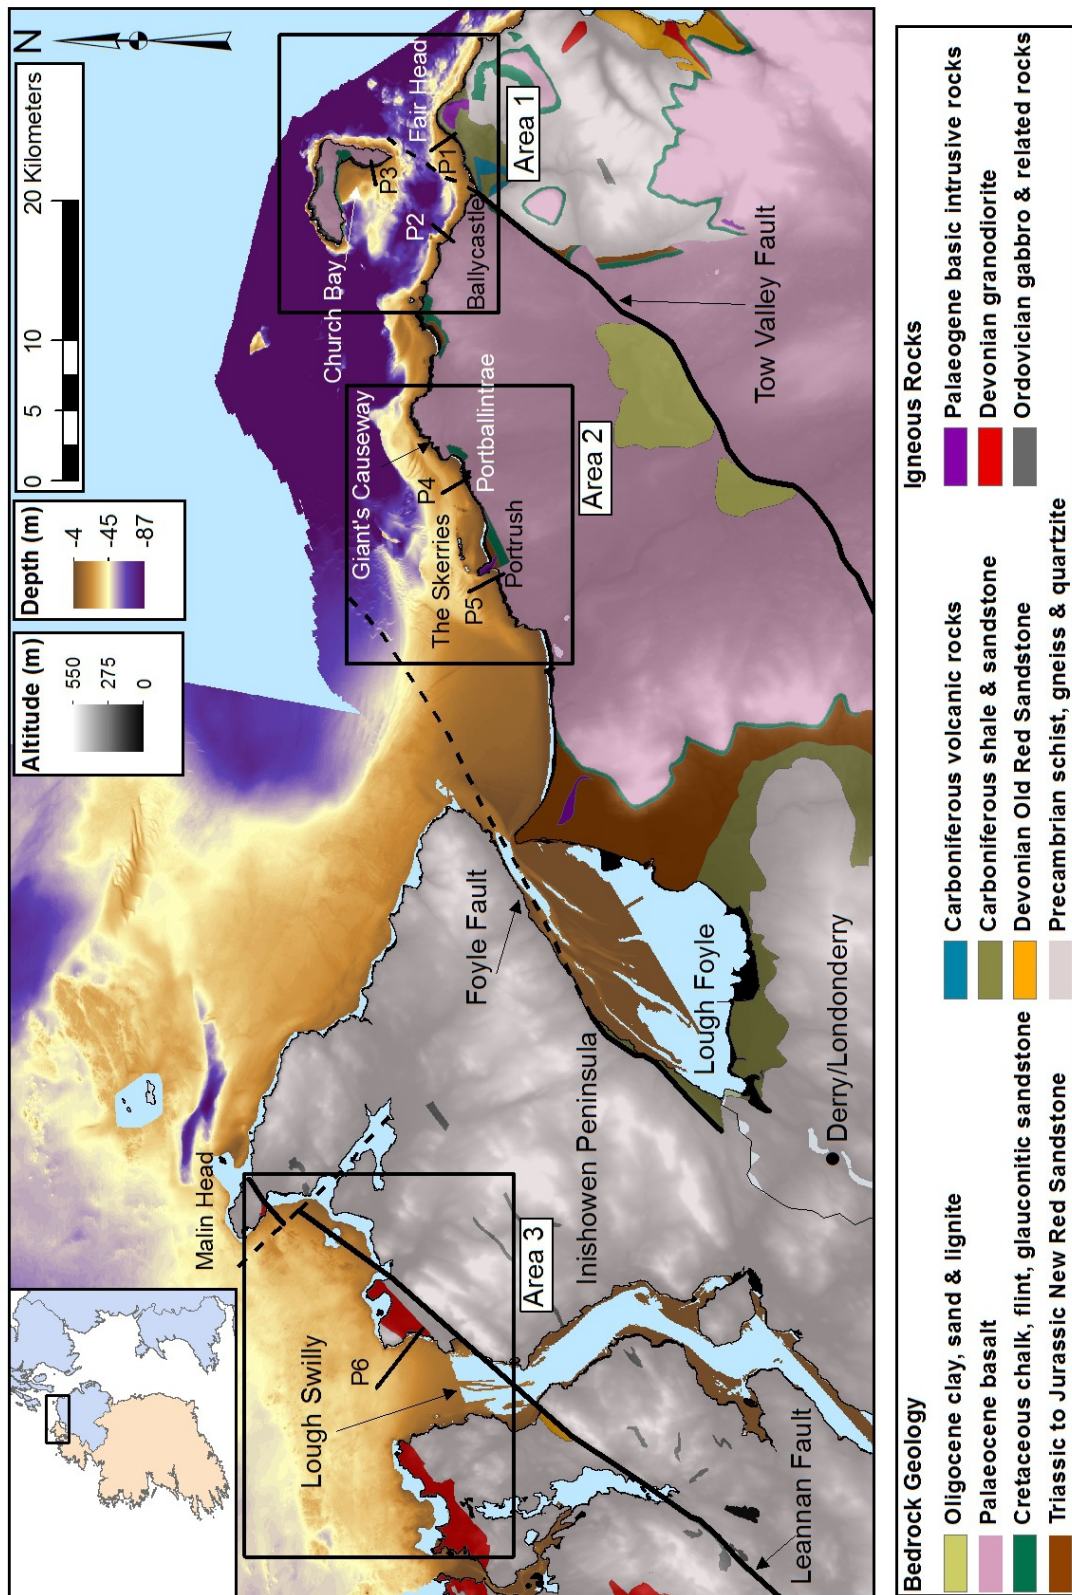 N
Altitude (m)
550
275
0
Depth (m)
-4
-45
-87
0
5
10
20 Kilometers
Malin Head
Lough Swilly
P6
Area 3
Leannan Fault
Inishowen Peninsula
Foyle Fault
Lough Foyle
Derry/Londonderry
Giant's Causeway
The Skerries
P4
P5
Portrush
Portballintrae
Area 2
Church Bay
P3
P2
Fair Head
P1
Ballycastle
Area 1
Tow Valley Fault
Bedrock Geology
Oligocene clay, sand & lignite
Palaeocene basalt
Cretaceous chalk, flint, glauconitic sandstone
Triassic to Jurassic New Red Sandstone
Carboniferous volcanic rocks
Carboniferous shale & sandstone
Devonian Old Red Sandstone
Precambrian schist, gneiss & quartzite
Igneous Rocks
Palaeogene basic intrusive rocks
Devonian granodiorite
Ordovician gabbro & related rocks